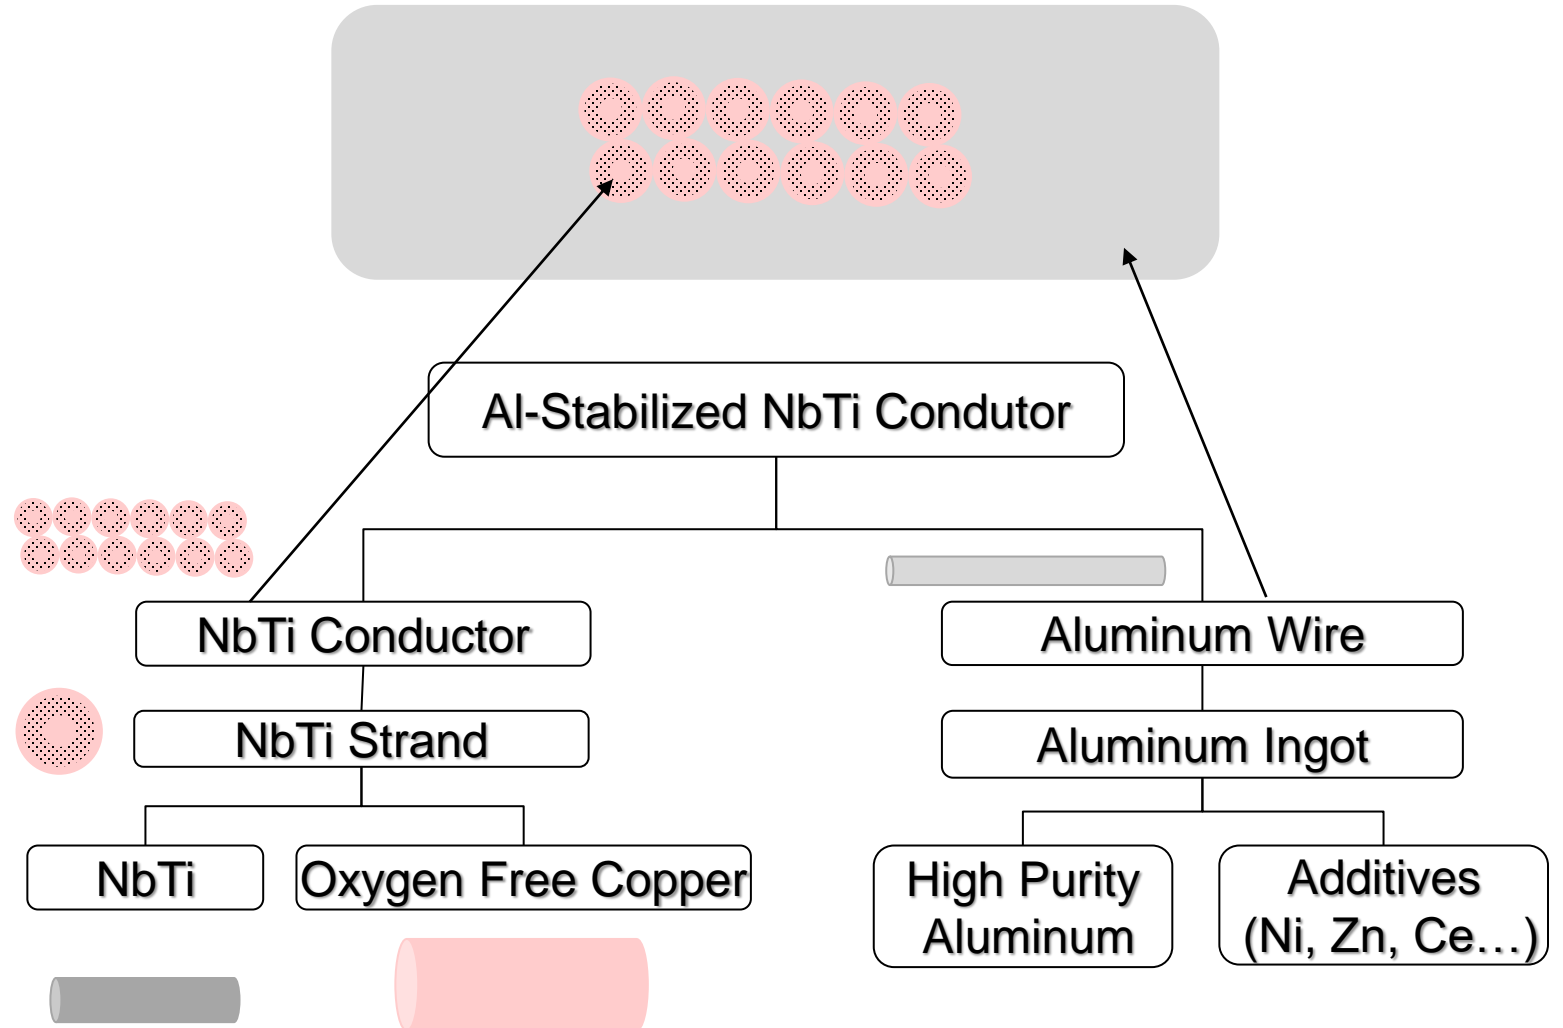 Al-Stabilized NbTi Condutor
NbTi Conductor
Aluminum Wire
NbTi Strand
Aluminum Ingot
NbTi
Oxygen Free Copper
High Purity
Aluminum
Additives
(Ni, Zn, Ce…)